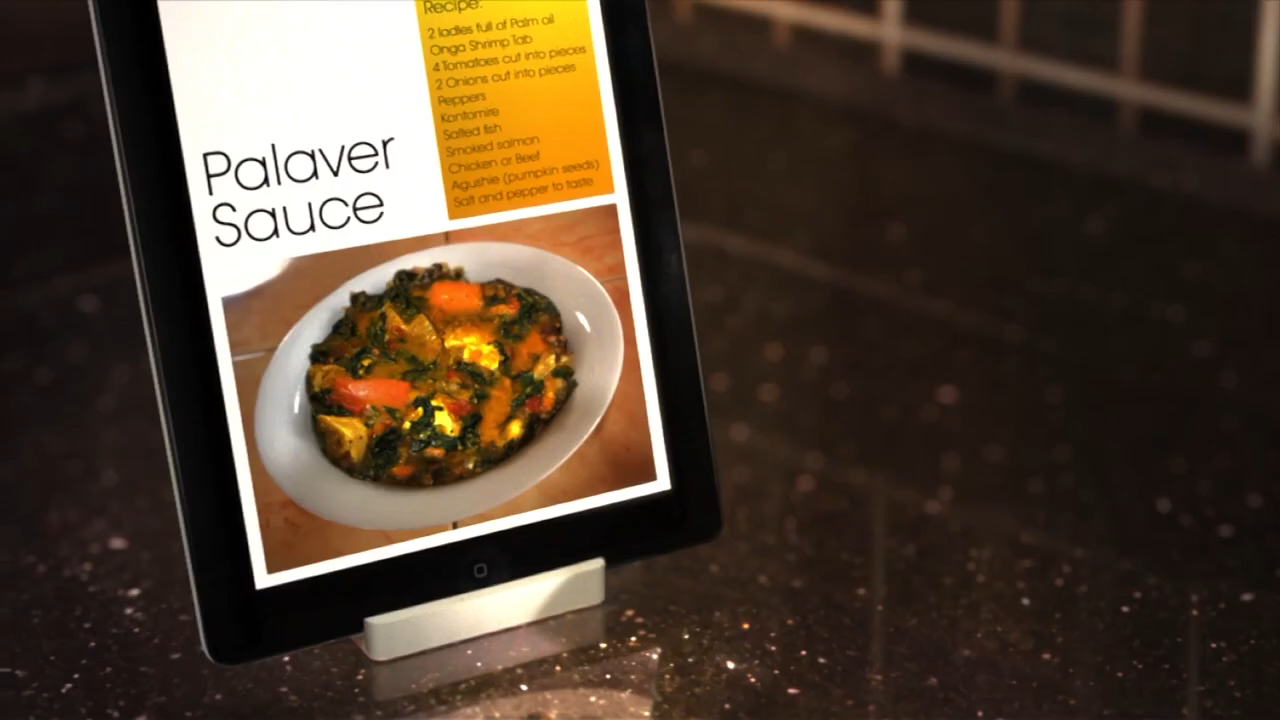 Recipe:
2 ladles full of Palm oil
Onga Shrimp Tab
4 Tomatoes cut into pieces
2 Onions cut into pieces
Peppers
Kontomire
Salted fish
Smoked salmon
Chicken or Beef
Agushie (pumpkin seeds)
Salt and pepper to taste
Palaver
Sauce